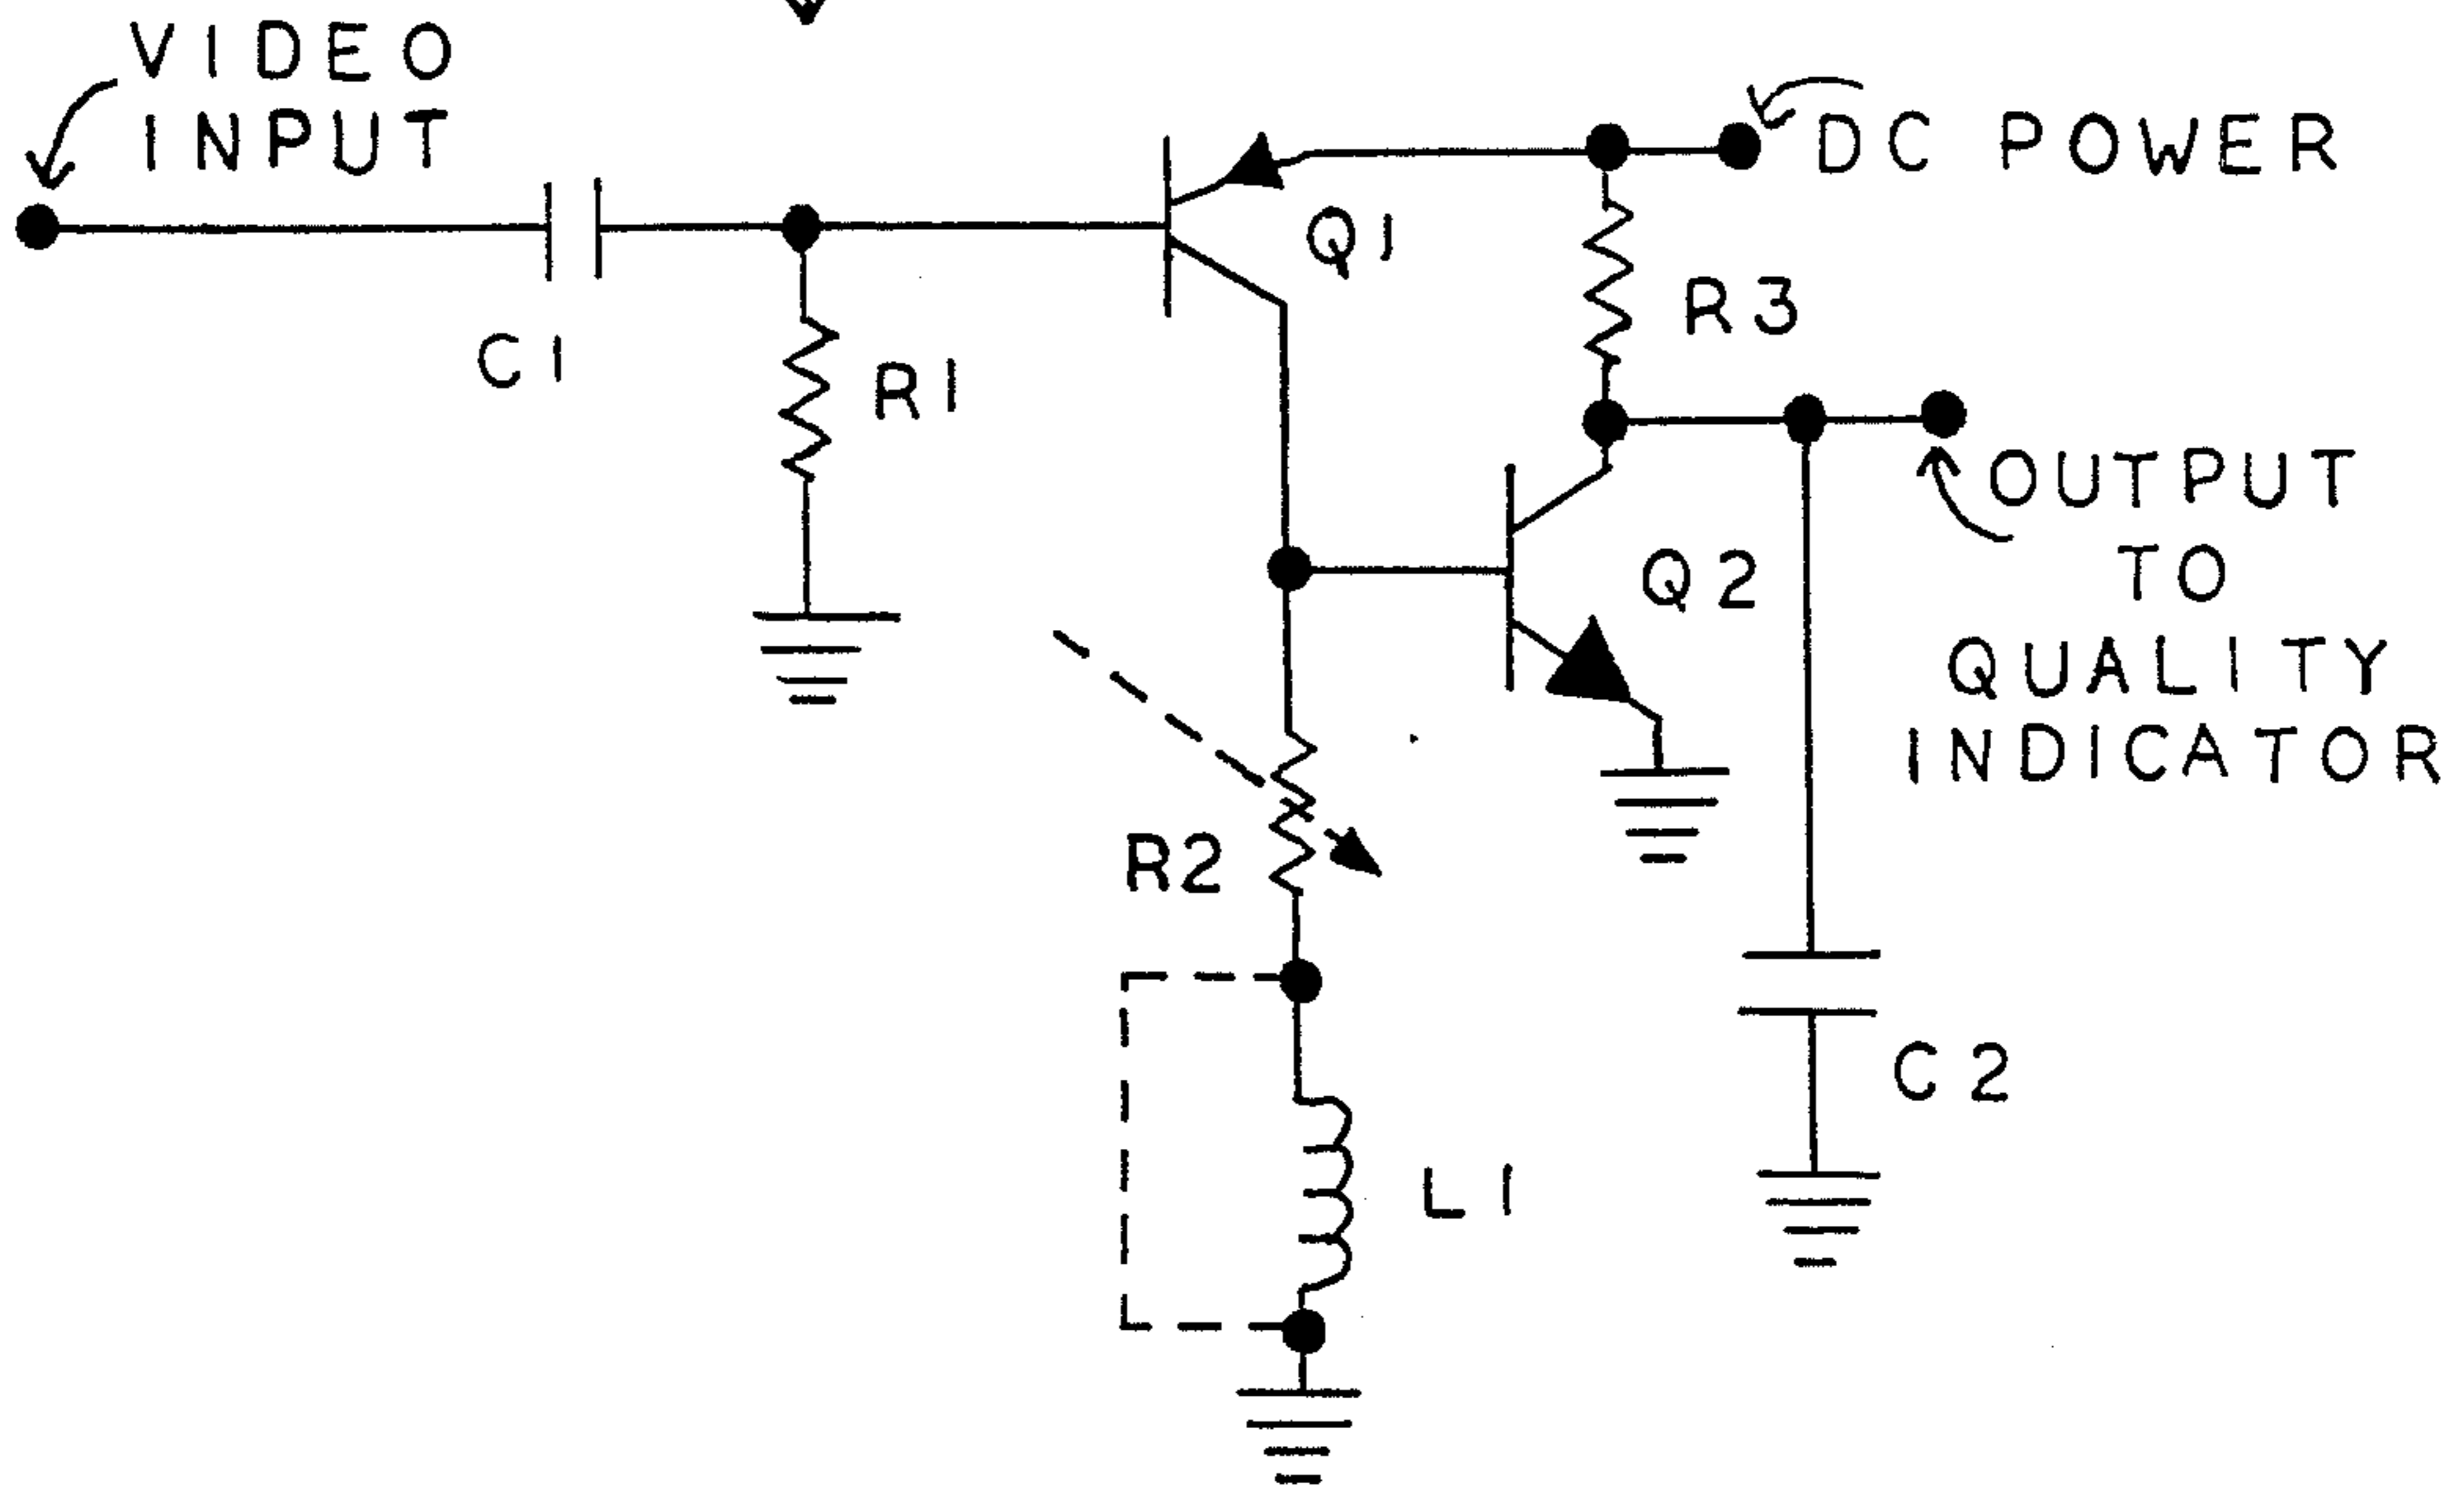 VIDEO
INPUT
DC POWER
Q1
R3
C1
R1
OUTPUT
TO
QUALITY
INDICATOR
Q2
R2
C2
L1